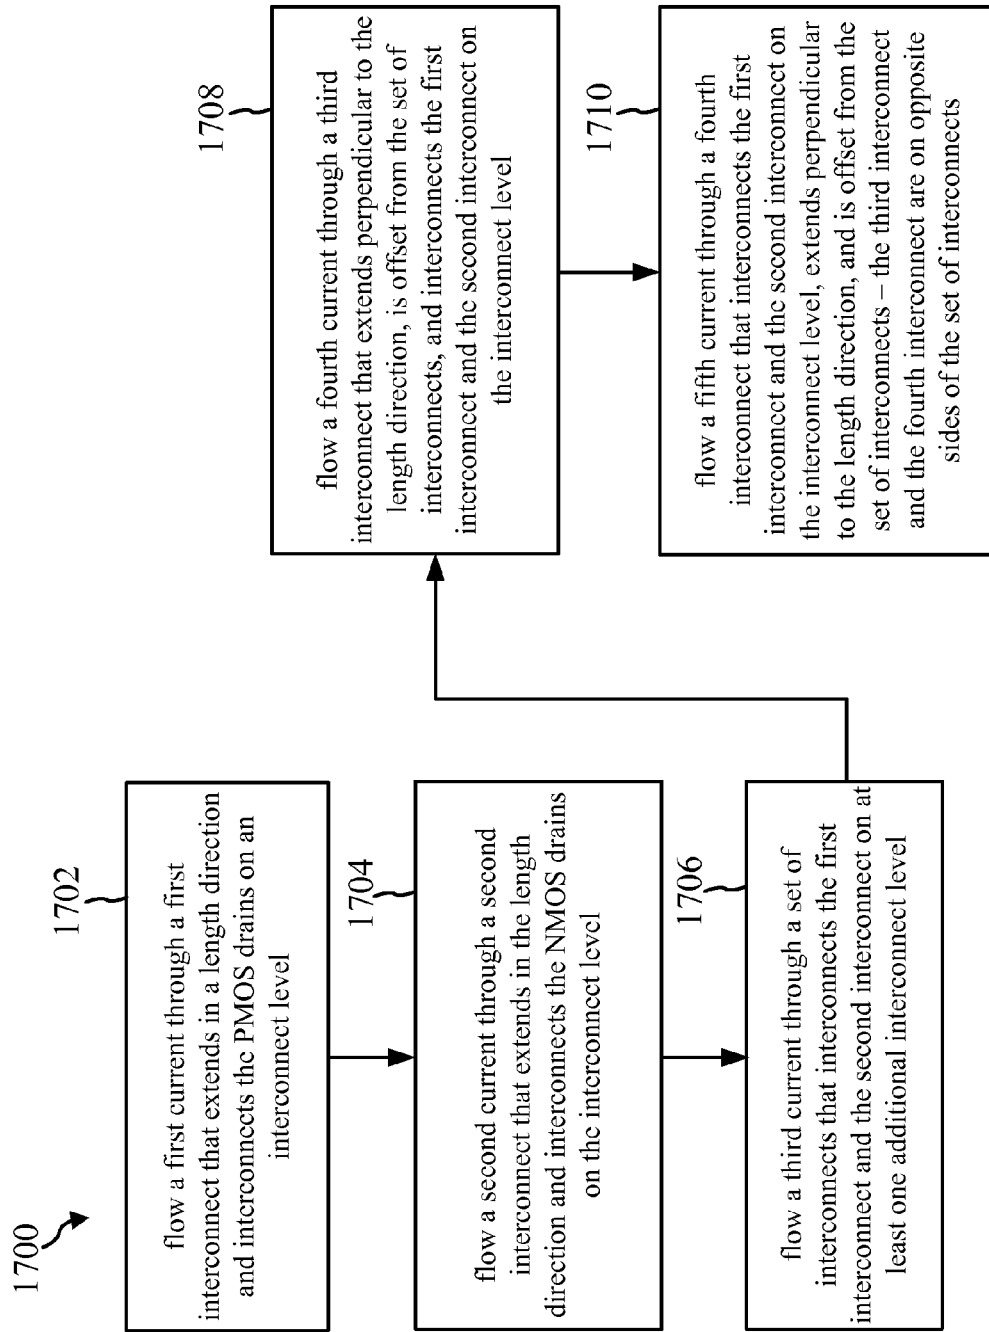 1700
1702
flow a first current through a first
interconnect that extends in a length direction
and interconnects the PMOS drains on an
interconnect level
1704
flow a second current through a second
interconnect that extends in the length
direction and interconnects the NMOS drains
on the interconnect level
1706
flow a third current through a set of
interconnects that interconnects the first
interconnect and the second interconnect on at
least one additional interconnect level
1708
flow a fourth current through a third
interconnect that extends perpendicular to the
length direction, is offset from the set of
interconnects, and interconnects the first
interconnect and the second interconnect on
the interconnect level
1710
flow a fifth current through a fourth
interconnect that interconnects the first
interconnect and the second interconnect on
the interconnect level, extends perpendicular
to the length direction, and is offset from the
set of interconnects – the third interconnect
and the fourth interconnect are on opposite
sides of the set of interconnects